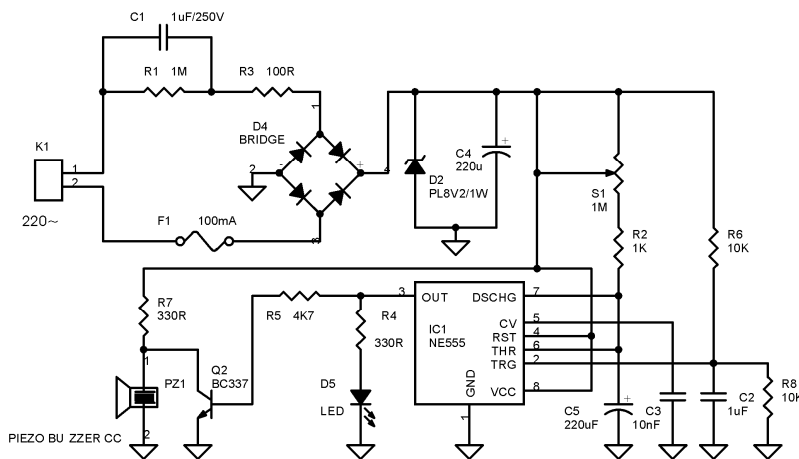 C1 1uF/250V
R1 1M
R3 100R
1
D4
BRIDGE
K1
1
2
220~
2
-
+
4
3
F1 100mA
D2
PL8V2/1W
C4
220u
+
S1
1M
R2
1K
R6
10K
R7
330R
R5 4K7
3
R4
330R
OUT
DSCHG
IC1
NE555
CV
RST
THR
TRG
GND
VCC
7
5
4
6
2
8
1
1
Q2
BC337
PZ1
2
PIEZO BU ZZER CC
D5
LED
C5
220uF
+
C3
10nF
C2
1uF
R8
10K